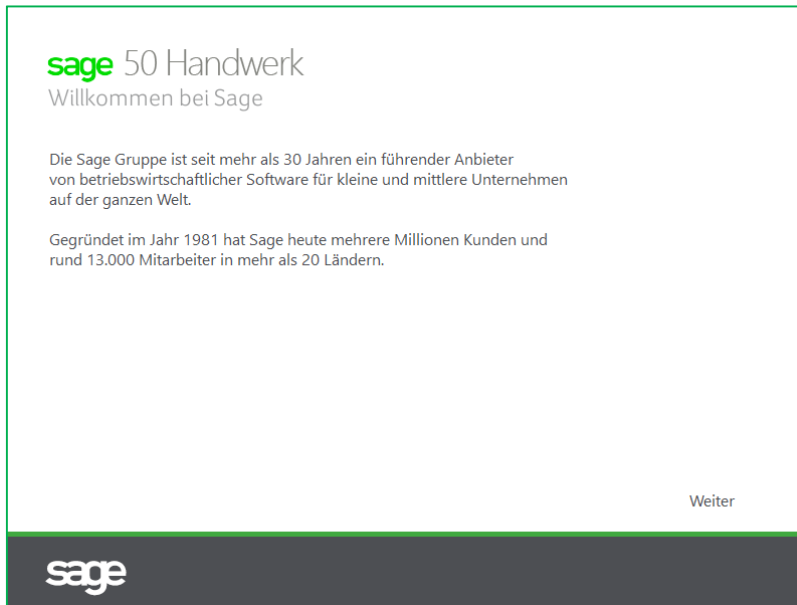 sage 50 Handwerk
Willkommen bei Sage
Die Sage Gruppe ist seit mehr als 30 Jahren ein führender Anbieter
von betriebswirtschaftlicher Software für kleine und mittlere Unternehmen
auf der ganzen Welt.
Gegründet im Jahr 1981 hat Sage heute mehrere Millionen Kunden und
rund 13.000 Mitarbeiter in mehr als 20 Ländern.
Weiter
sage